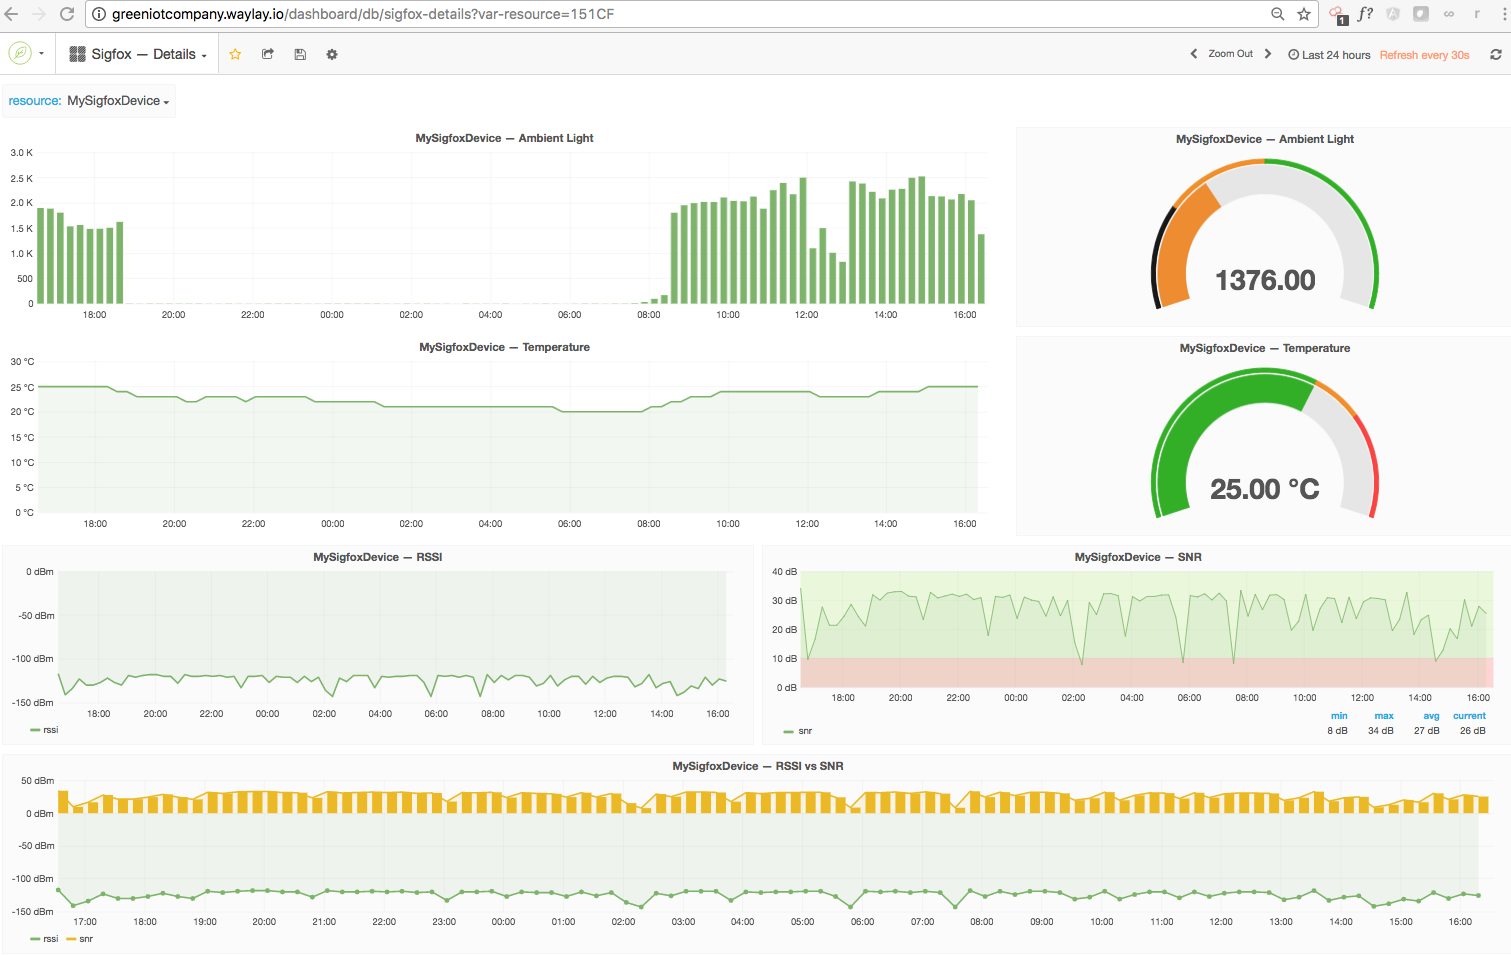 greeniotcompany.waylay.io/dashboard/db/sigfox-details?var-resource=151CF
1
f?
r
Sigfox — Details
Zoom Out
Last 24 hours
Refresh every 30s
resource: MySigfoxDevice
MySigfoxDevice — Ambient Light
3.0 K
2.5 K
2.0 K
1.5 K
1.0 K
500
0
18:00 20:00 22:00 00:00 02:00 04:00 06:00 08:00 10:00 12:00 14:00 16:00
MySigfoxDevice — Ambient Light
1376.00
MySigfoxDevice — Temperature
30 °C
25 °C
20 °C
15 °C
10 °C
5 °C
0 °C
18:00 20:00 22:00 00:00 02:00 04:00 06:00 08:00 10:00 12:00 14:00 16:00
MySigfoxDevice — Temperature
25.00 °C
MySigfoxDevice — RSSI
0 dBm
-50 dBm
-100 dBm
-150 dBm
18:00 20:00 22:00 00:00 02:00 04:00 06:00 08:00 10:00 12:00 14:00 16:00
rssi
MySigfoxDevice — SNR
40 dB
30 dB
20 dB
10 dB
0 dB
18:00 20:00 22:00 00:00 02:00 04:00 06:00 08:00 10:00 12:00 14:00 16:00
min max avg current
snr 8 dB 34 dB 27 dB 26 dB
MySigfoxDevice — RSSI vs SNR
50 dBm
0 dBm
-50 dBm
-100 dBm
-150 dBm
17:00 18:00 19:00 20:00 21:00 22:00 23:00 00:00 01:00 02:00 03:00 04:00 05:00 06:00 07:00 08:00 09:00 10:00 11:00 12:00 13:00 14:00 15:00 16:00
rssi snr